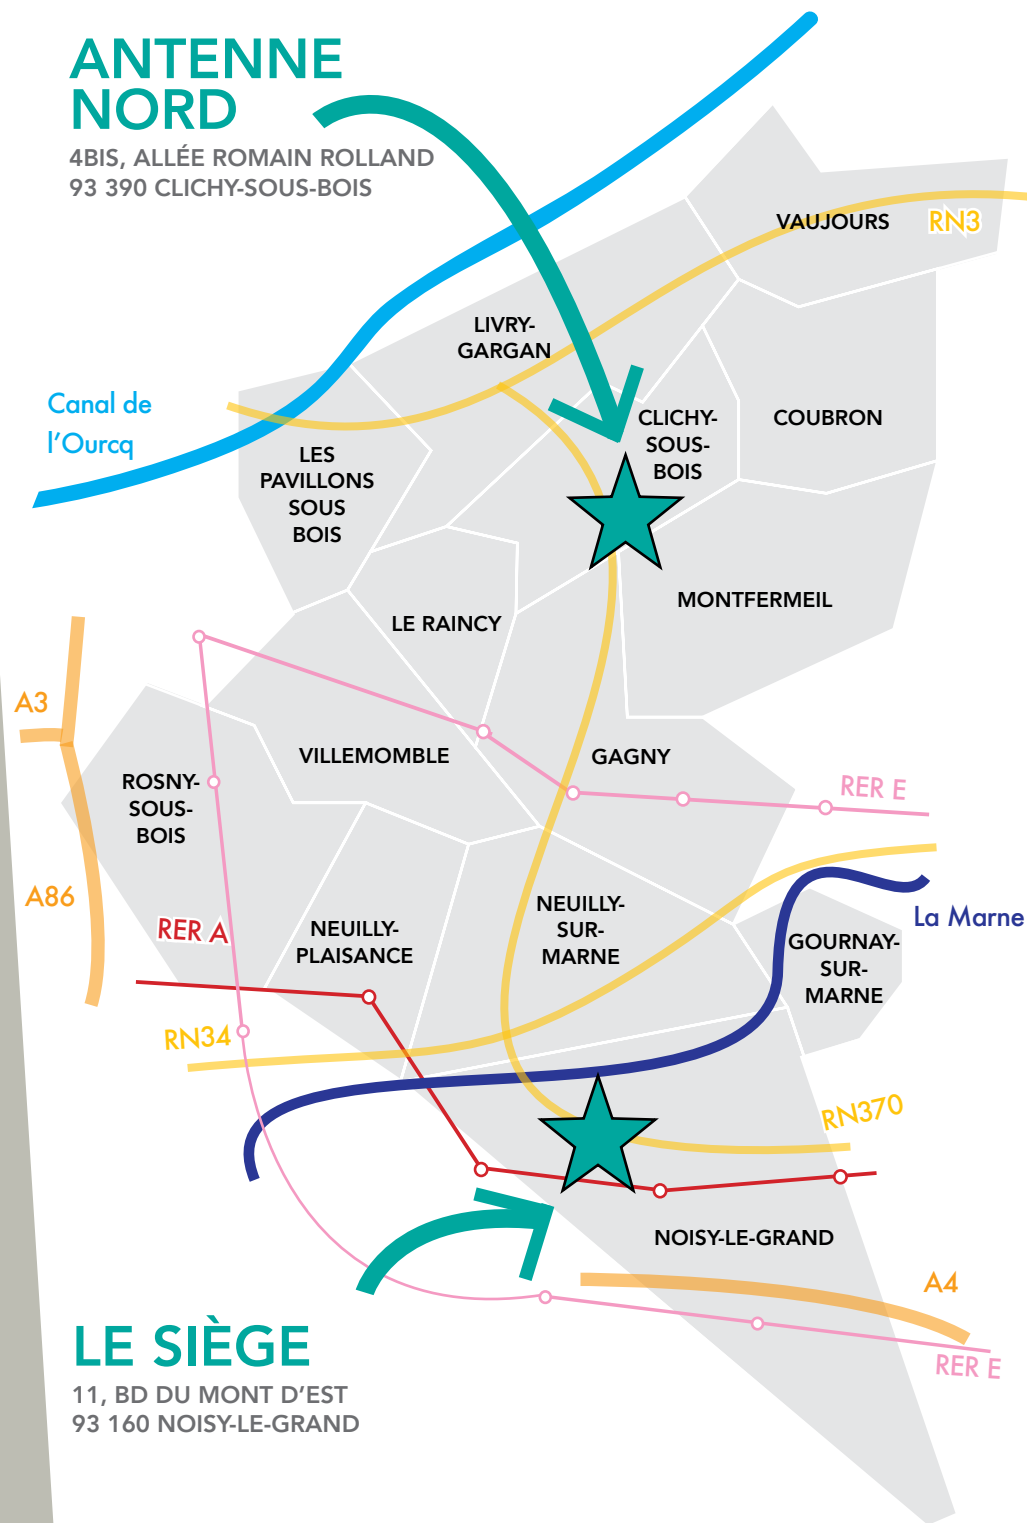 ANTENNE
NORD
4BIS, ALLÉE ROMAIN ROLLAND
93 390 CLICHY-SOUS-BOIS
VAUJOURS
RN3
LIVRY-
GARGAN
Canal de
l'Ourcq
CLICHY-
SOUS-
BOIS
COUBRON
LES
PAVILLONS
SOUS
BOIS
MONTFERMEIL
LE RAINCY
A3
VILLEMOMBLE
GAGNY
ROSNY-
SOUS-
BOIS
RER E
A86
RER A
NEUILLY-
PLAISANCE
NEUILLY-
SUR-
MARNE
La Marne
GOURNAY-
SUR-
MARNE
RN34
RN370
NOISY-LE-GRAND
A4
RER E
LE SIÈGE
11, BD DU MONT D'EST
93 160 NOISY-LE-GRAND